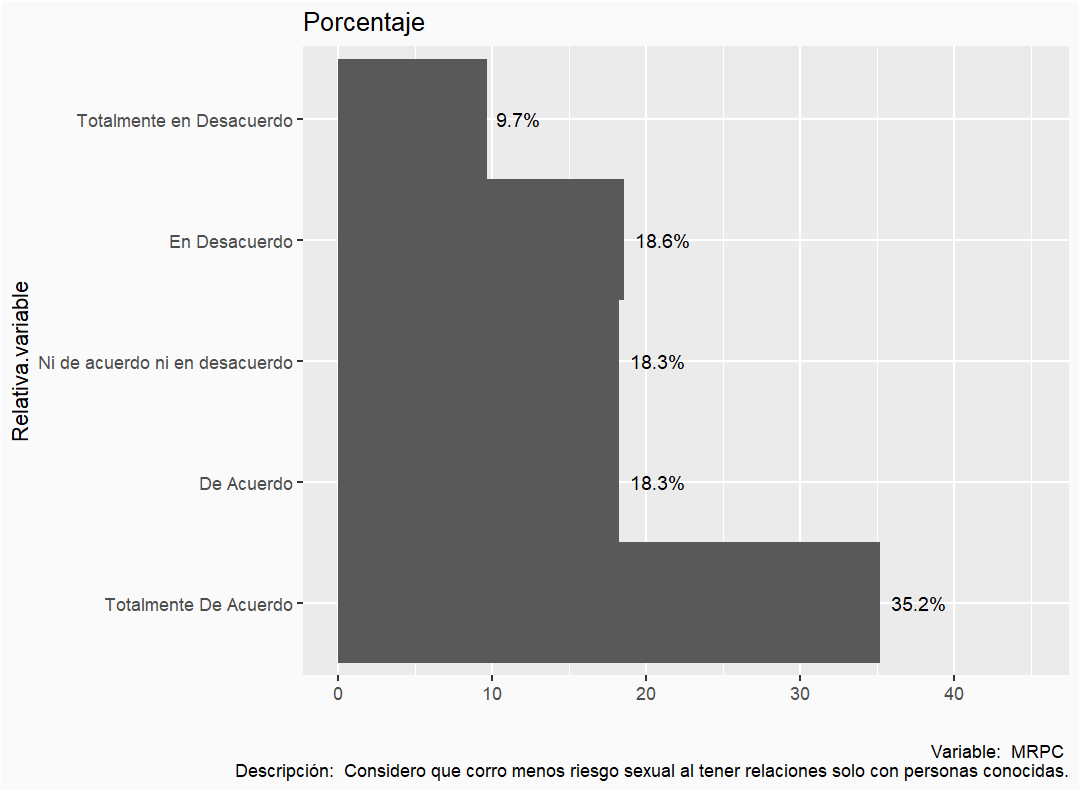 Porcentaje
Totalmente en Desacuerdo
9.7%
En Desacuerdo
18.6%
Relativa.variable
Ni de acuerdo ni en desacuerdo
18.3%
De Acuerdo
18.3%
Totalmente De Acuerdo
35.2%
0 10 20 30 40
Variable: MRPC
Descripción: Considero que corro menos riesgo sexual al tener relaciones solo con personas conocidas.